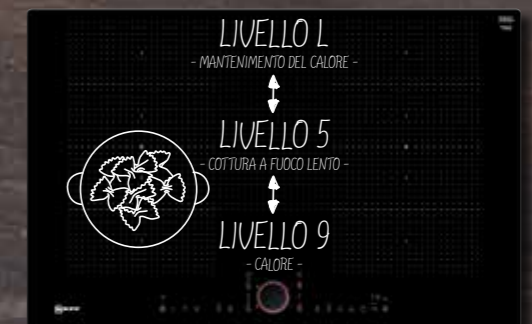 LIVELLO L
- MANTENIMENTO DEL CALORE -
LIVELLO 5
- COTTURA A FUOCO LENTO -
LIVELLO 9
- CALORE -